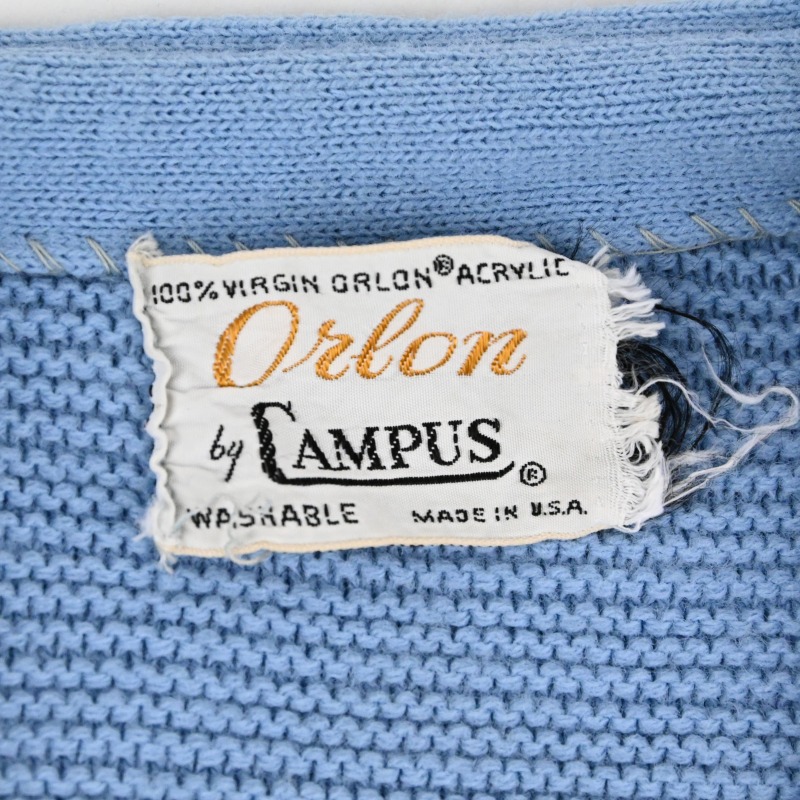 100% VIRGIN ORLON® ACRYLIC
Orlon
by CAMPUS ®
WASHABLE MADE IN U.S.A.